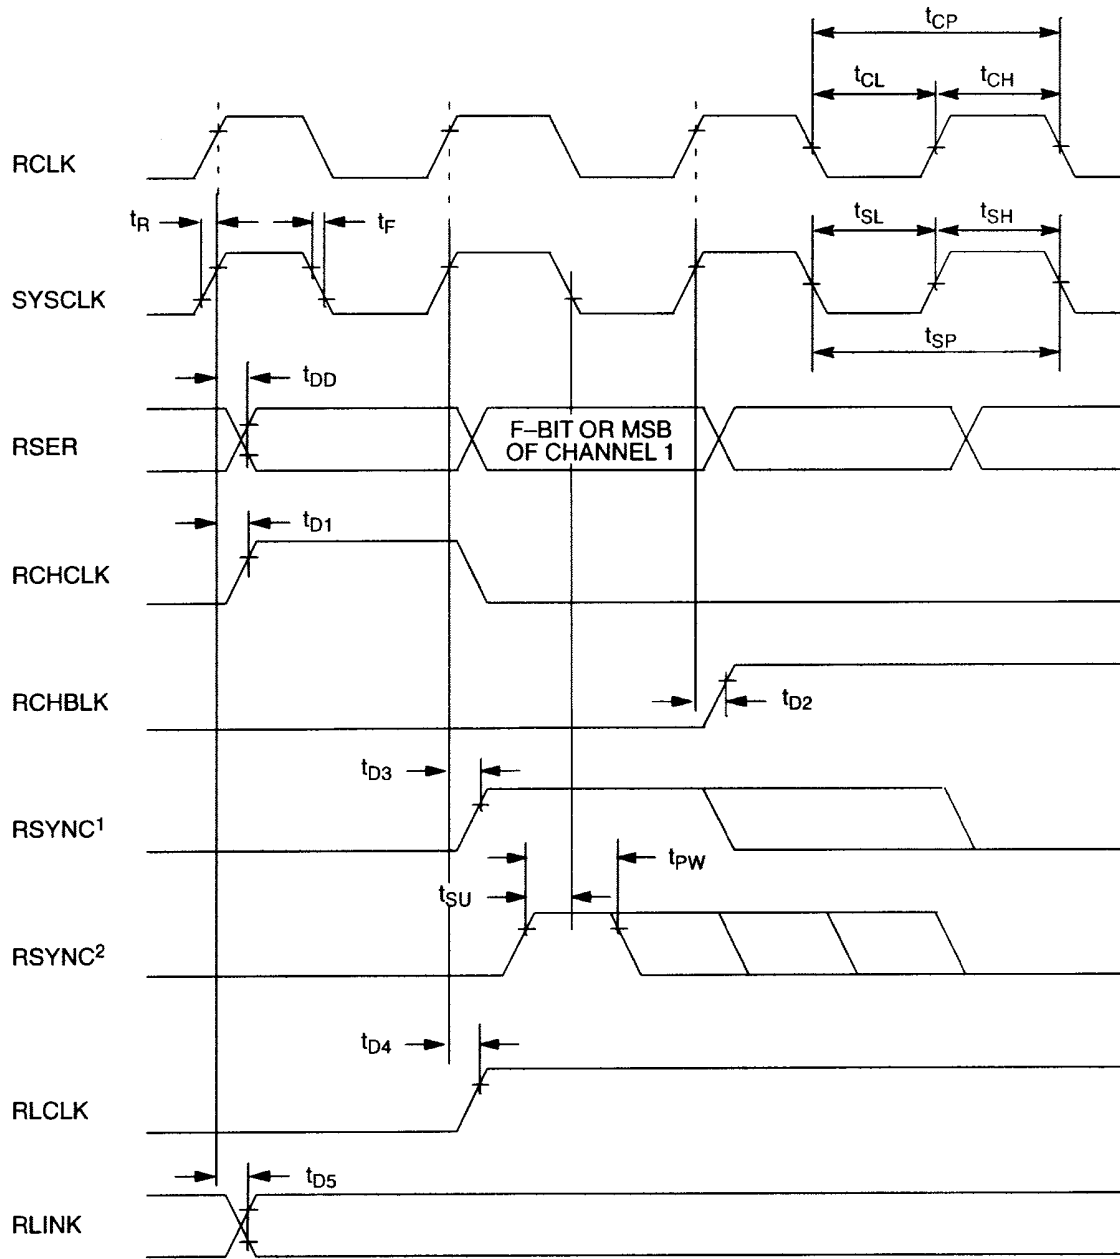 tCP
tCL tCH
RCLK
tR tF tSL tSH
SYSCLK
tSP
tDD
RSER F–BIT OR MSB
OF CHANNEL 1
tD1
RCHCLK
RCHBLK tD2
tD3
RSYNC1
tPW
tSU
RSYNC2
tD4
RLCLK
tD5
RLINK